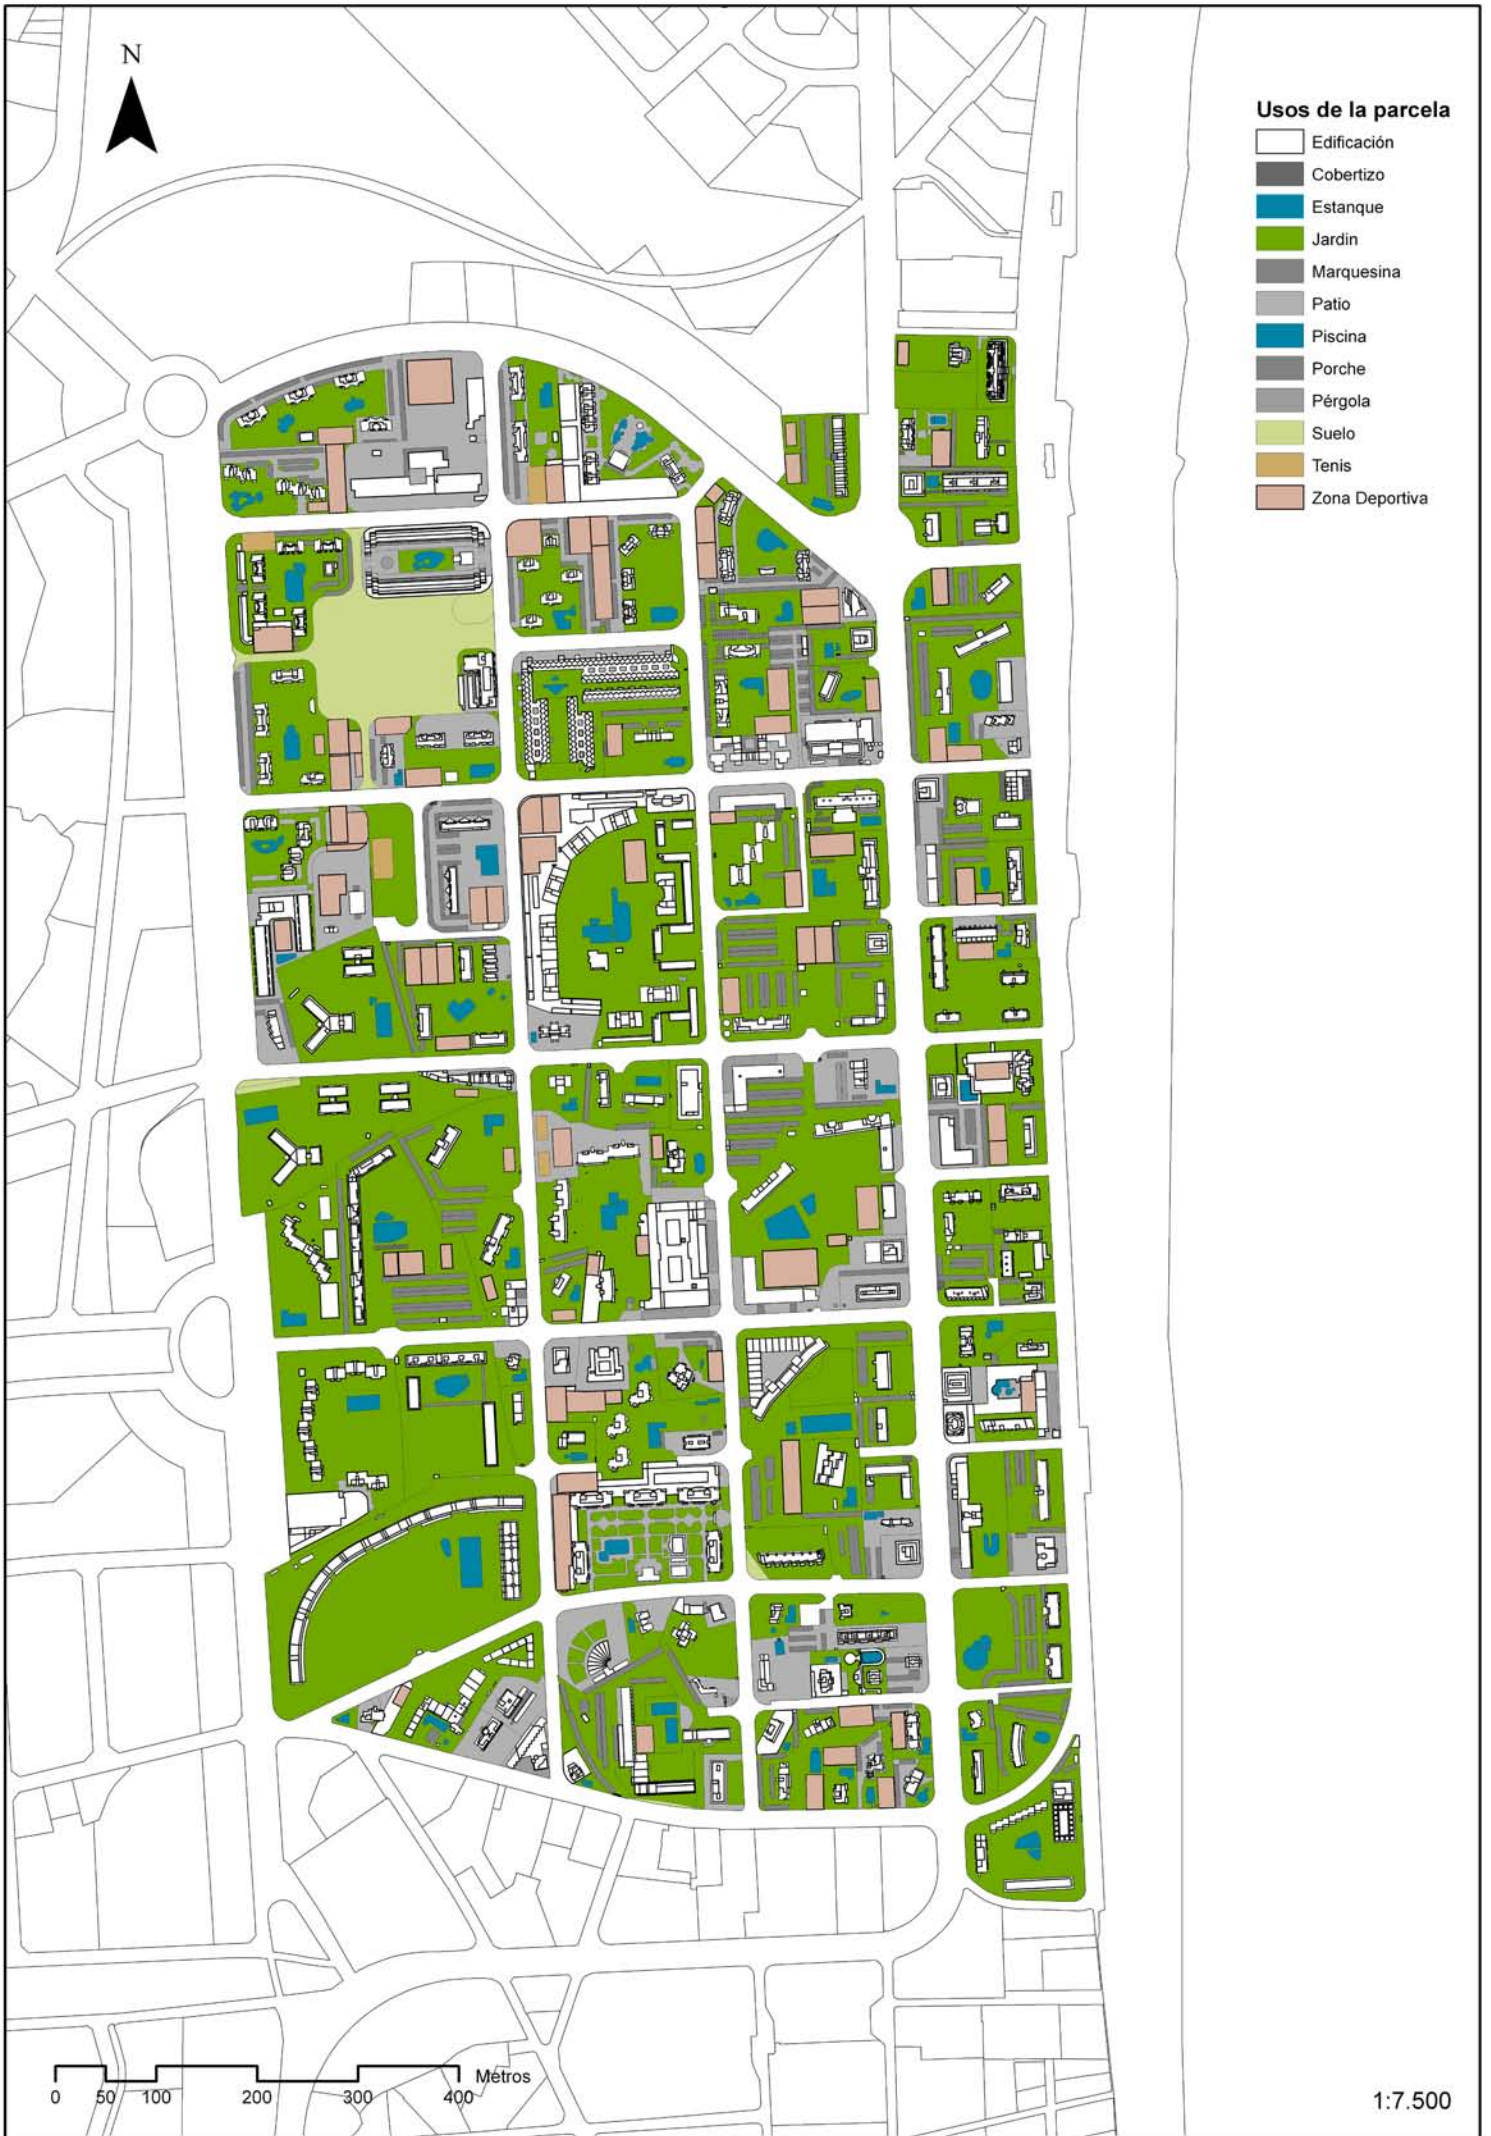 N
Usos de la parcela
Edificación
Cobertizo
Estanque
Jardin
Marquesina
Patio
Piscina
Porche
Pérgola
Suelo
Tenis
Zona Deportiva
Metros
0 50 100 200 300 400
1:7.500